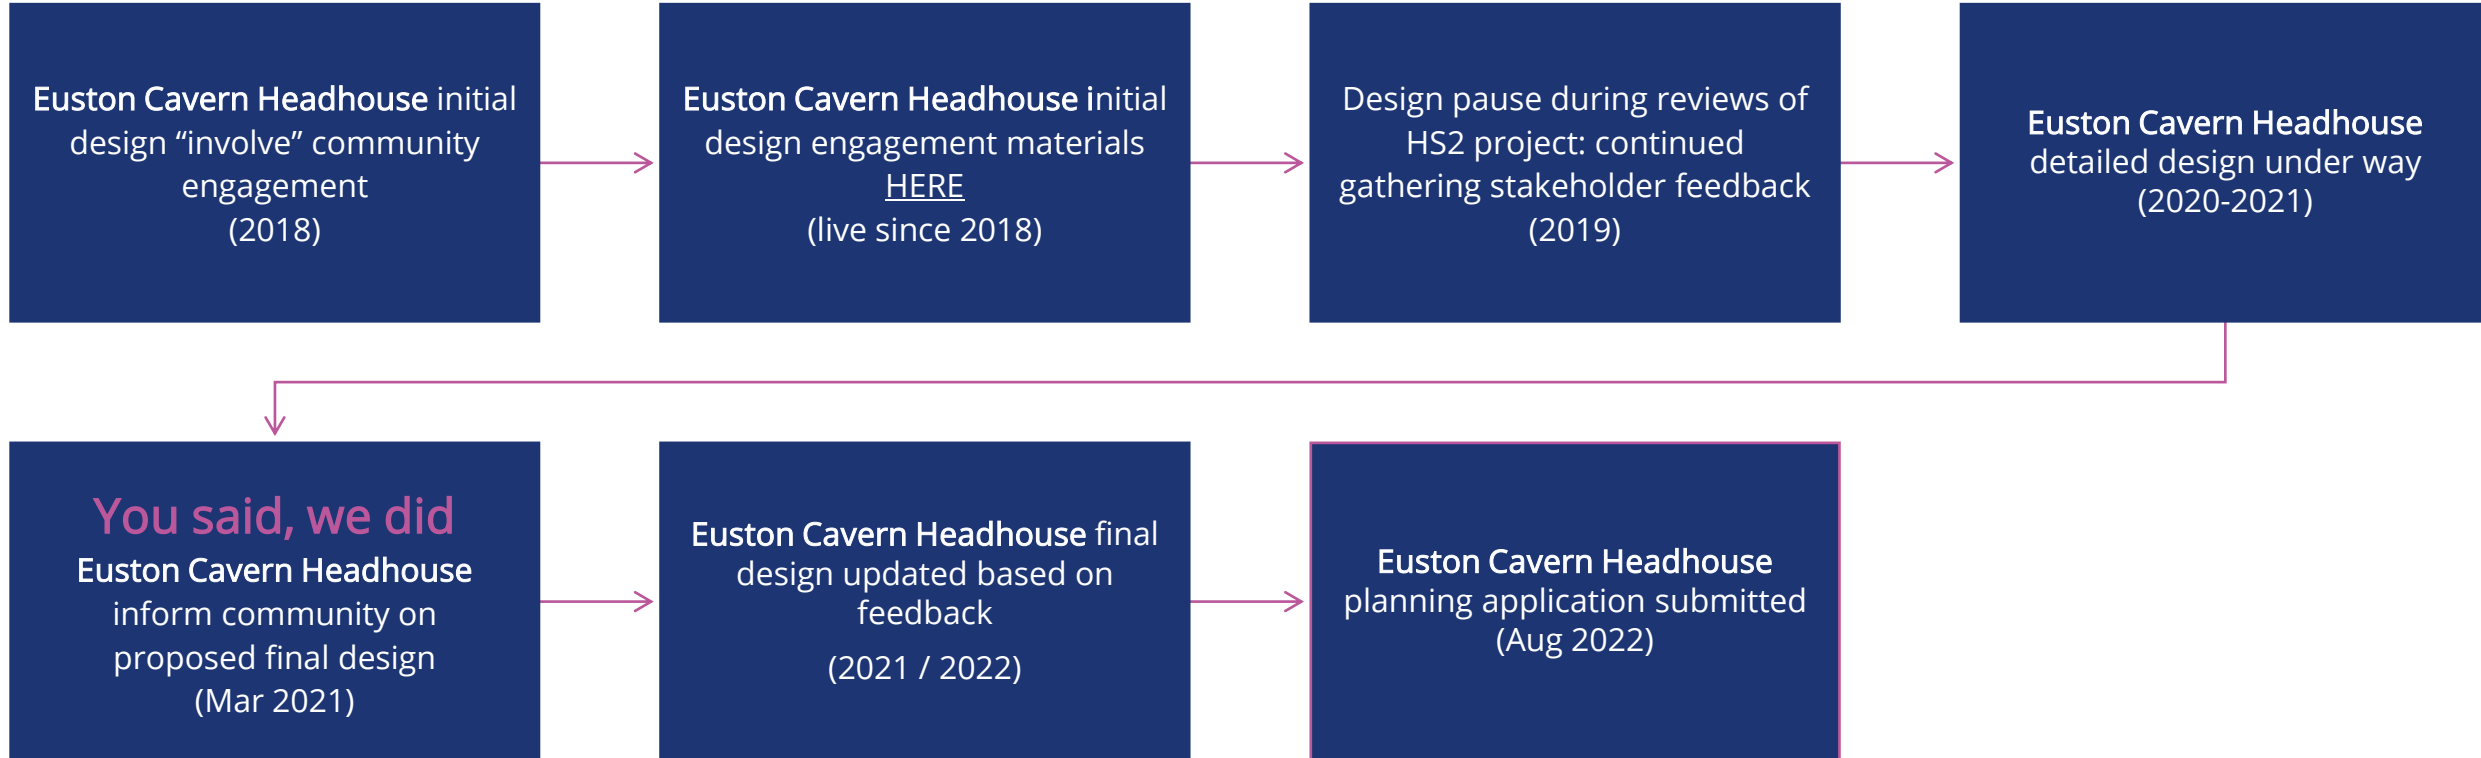 Euston Cavern Headhouse initial
design “involve” community
engagement
(2018)
Euston Cavern Headhouse initial
design engagement materials
HERE
(live since 2018)
Design pause during reviews of
HS2 project: continued
gathering stakeholder feedback
(2019)
Euston Cavern Headhouse
detailed design under way
(2020-2021)
You said, we did
Euston Cavern Headhouse
inform community on
proposed final design
(Mar 2021)
Euston Cavern Headhouse final
design updated based on
feedback
(2021 / 2022)
Euston Cavern Headhouse
planning application submitted
(Aug 2022)